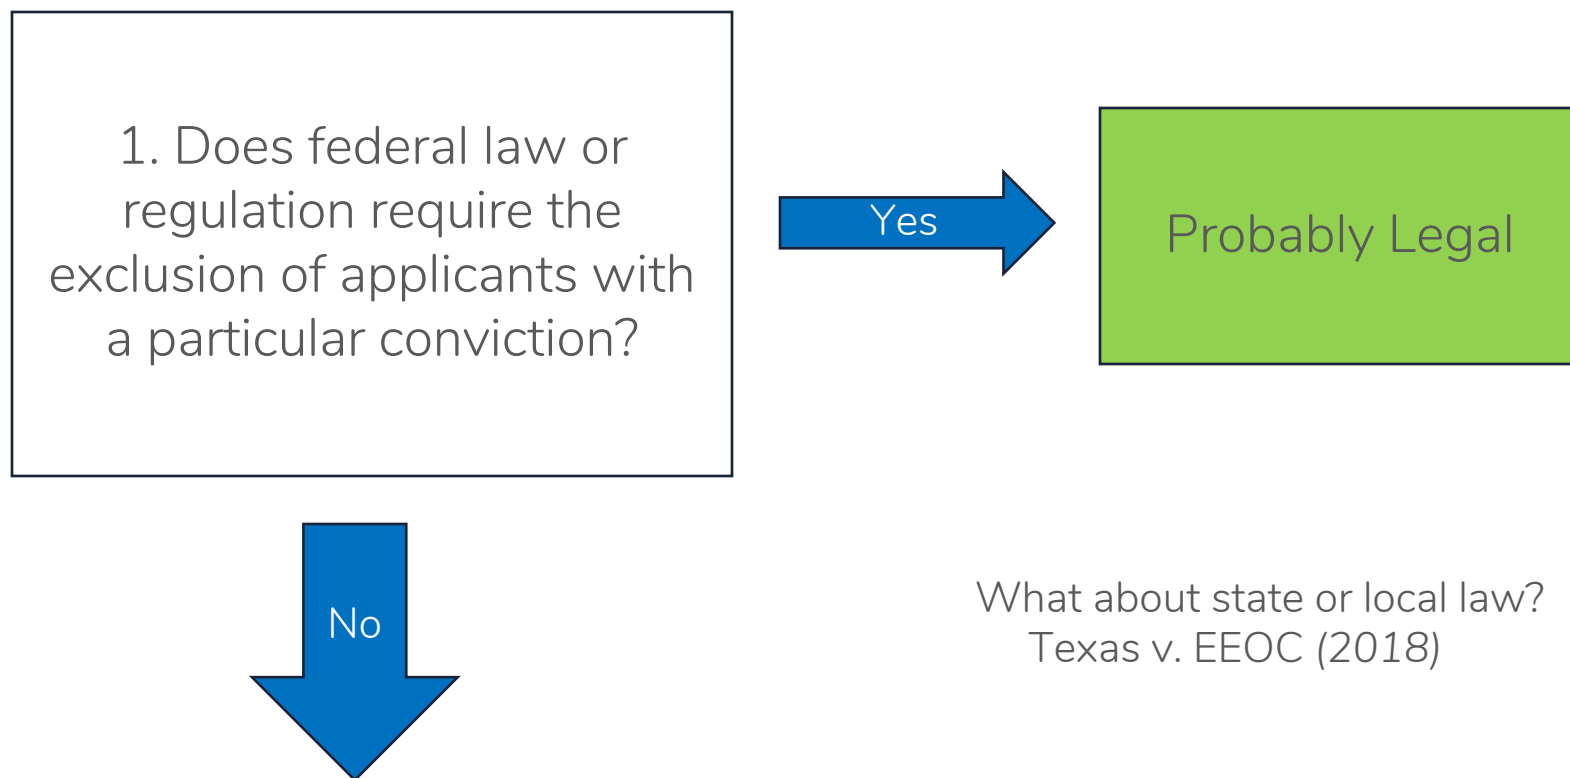 1. Does federal law or
regulation require the
exclusion of applicants with
a particular conviction?
Yes
Probably Legal
No
What about state or local law?
Texas v. EEOC (2018)